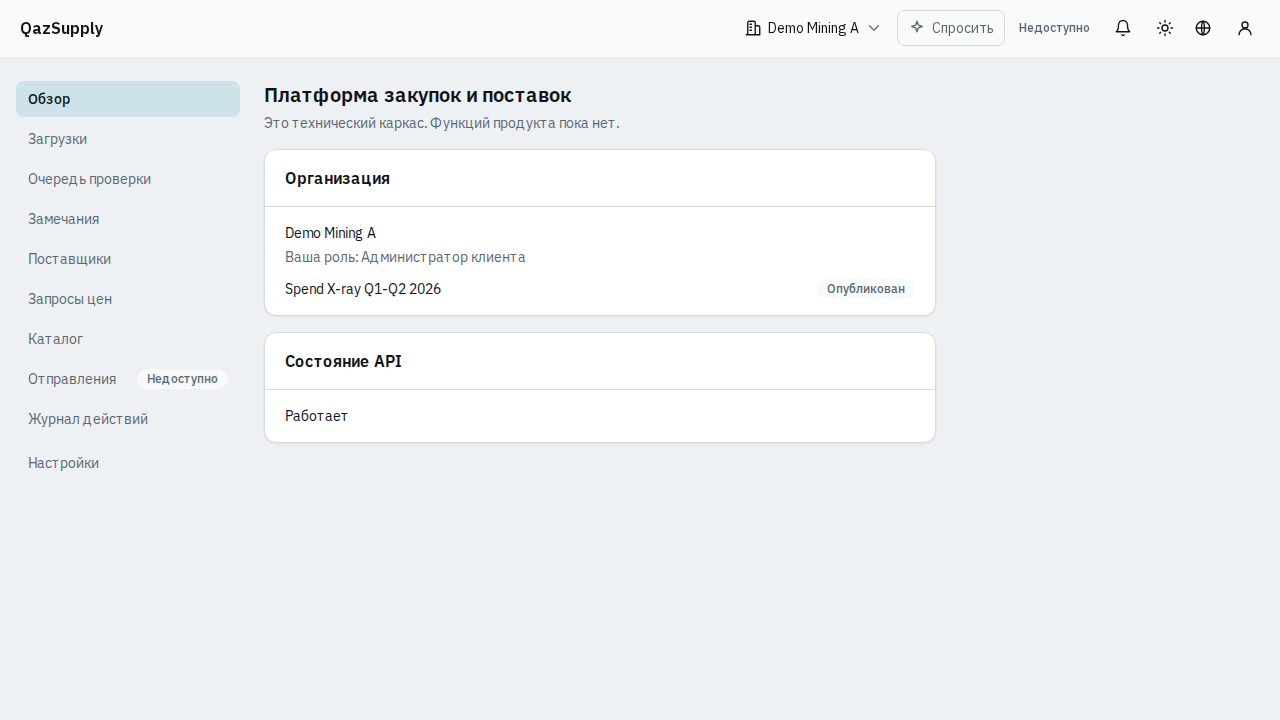 QazSupply
Demo Mining A
Спросить
Недоступно
Обзор
Загрузки
Очередь проверки
Замечания
Поставщики
Запросы цен
Каталог
Отправления Недоступно
Журнал действий
Настройки
Платформа закупок и поставок
Это технический каркас. Функций продукта пока нет.
Организация
Demo Mining A
Ваша роль: Администратор клиента
Spend X-ray Q1-Q2 2026 Опубликован
Состояние API
Работает